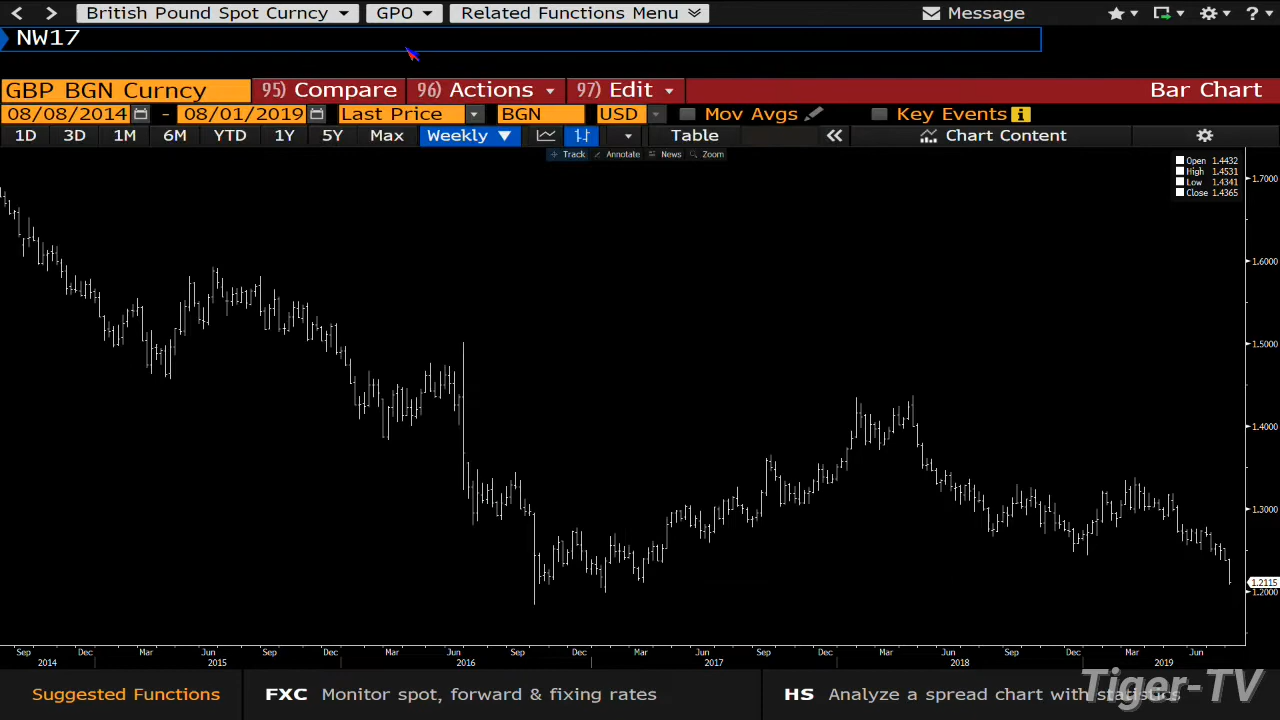 British Pound Spot Curncy GPO Related Functions Menu Message
NW17
GBP BGN Curncy 95) Compare 96) Actions 97) Edit Bar Chart
08/08/2014 - 08/01/2019 Last Price BGN USD Mov Avgs Key Events
1D 3D 1M 6M YTD 1Y 5Y Max Weekly Table Chart Content
Track Annotate News Zoom
Open 1.4432
High 1.4531
Low 1.4341
Close 1.4365
1.7000
1.6000
1.5000
1.4000
1.3000
1.2115
1.2000
Sep Dec Mar Jun Sep Dec Mar Jun Sep Dec Mar Jun Sep Dec Mar Jun Sep Dec Mar Jun
2014 2015 2016 2017 2018 2019
Suggested Functions FXC Monitor spot, forward & fixing rates HS Analyze a spread chart with statistics
Tiger-TV